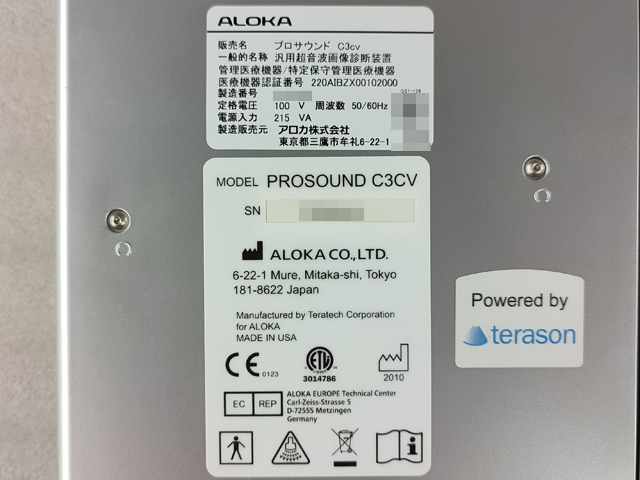 ALOKA
販売名 プロサウンド C3cv
一般的名称 汎用超音波画像診断装置
管理医療機器/特定保守管理医療機器
医療機器認証番号 220AIBZX00102000
製造番号
定格電圧 100 V 周波数 50/60Hz
電源入力 215 VA
製造販売元 アロカ株式会社
東京都三鷹市牟礼6-22-1
MODEL PROSOUND C3CV
SN
ALOKA CO., LTD.
6-22-1 Mure, Mitaka-shi, Tokyo
181-8622 Japan
Manufactured by Teratech Corporation
for ALOKA
MADE IN USA
CE 0123
ETL
3014786
2010
EC REP
ALOKA EUROPE Technical Center
Carl-Zeiss-Strasse 5
D-72555 Metzingen
Germany
Powered by
terason